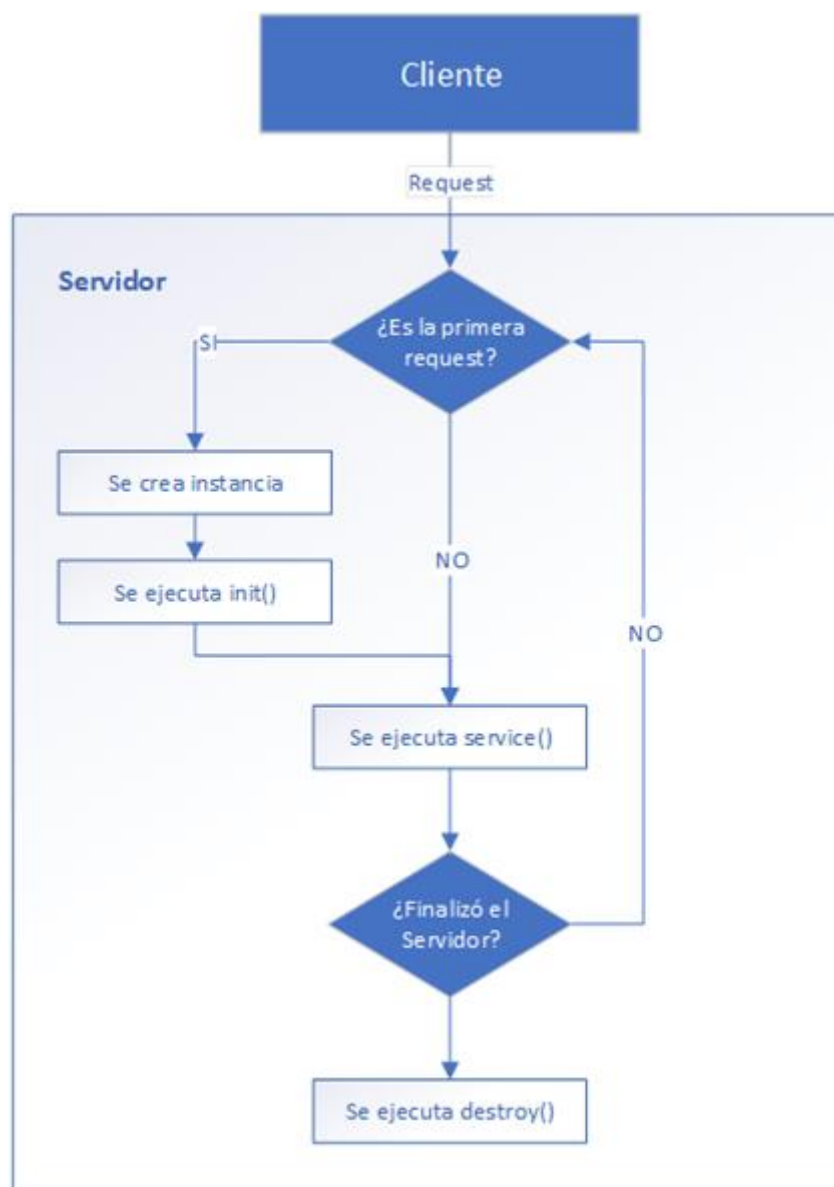 Cliente
Request
Servidor
¿Es la primera
request?
SI
Se crea instancia
Se ejecuta init()
NO
NO
Se ejecuta service()
¿Finalizó el
Servidor?
Se ejecuta destroy()